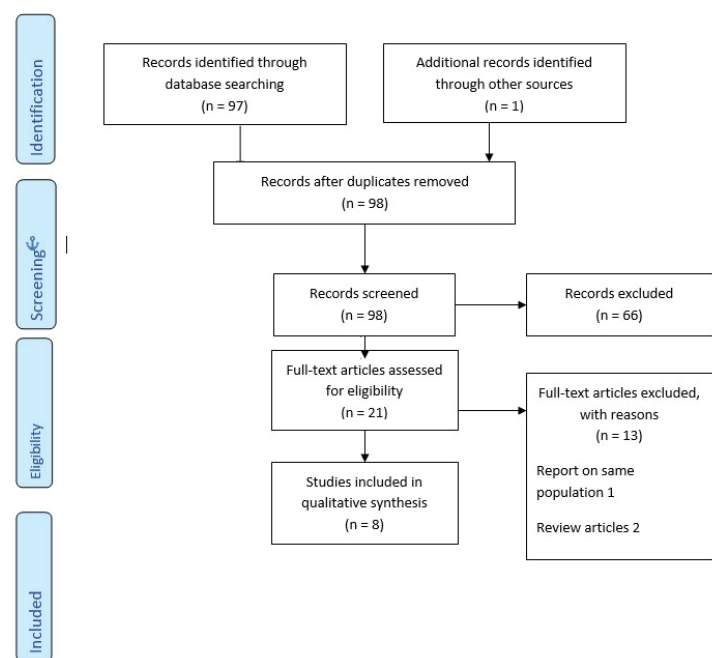 Identification
Records identified through
database searching
(n = 97)
Additional records identified
through other sources
(n = 1)
Records after duplicates removed
(n = 98)
Screening
Records screened
(n = 98)
Records excluded
(n = 66)
Eligibility
Full-text articles assessed
for eligibility
(n = 21)
Full-text articles excluded,
with reasons
(n = 13)
Report on same
population 1
Review articles 2
Studies included in
qualitative synthesis
(n = 8)
Included